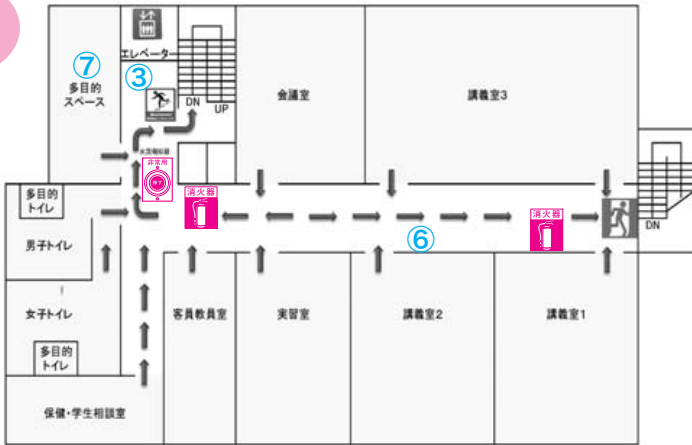 エレベーター
⑦
多目的
スペース
③
DN
UP
会議室
講義室3
火災報知器
非常用
多目的
トイレ
消火器
男子トイレ
⑥
消火器
DN
女子トイレ
客員教員室
実習室
講義室2
講義室1
多目的
トイレ
保健・学生相談室